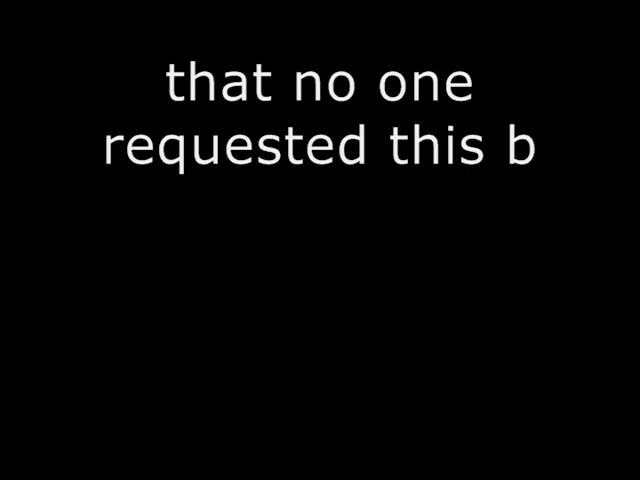 that no one
requested this b